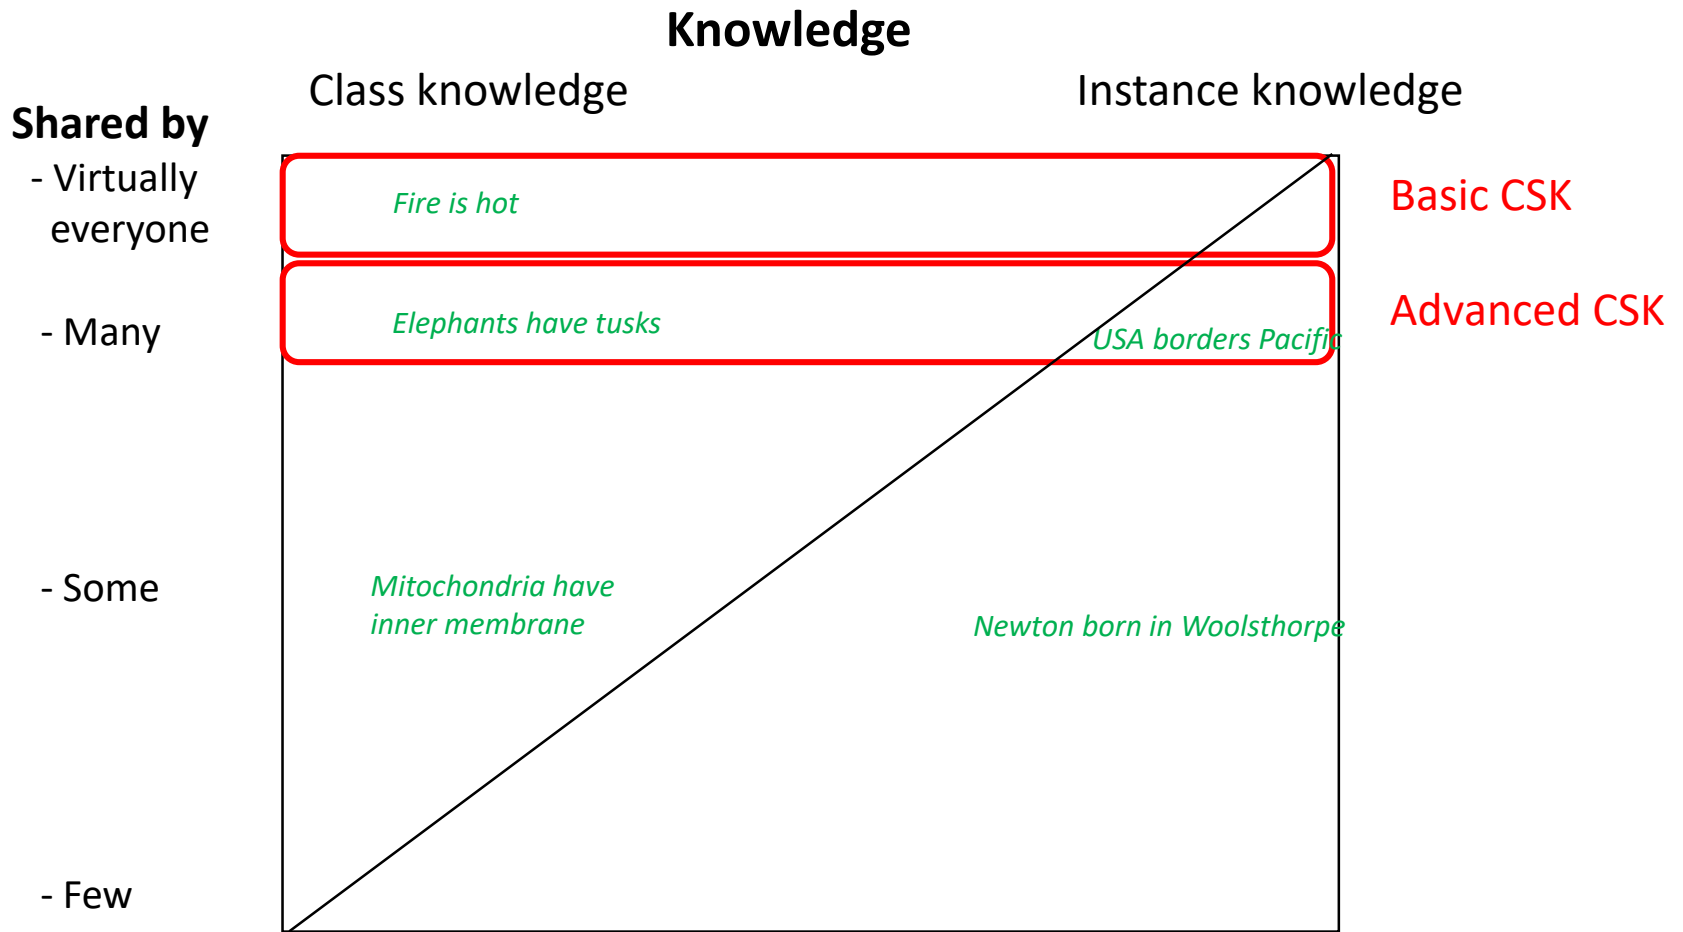 Knowledge
Class knowledge
Instance knowledge
Shared by
- Virtually
everyone
Fire is hot
Basic CSK
- Many
Elephants have tusks
USA borders Pacific
Advanced CSK
- Some
Mitochondria have
inner membrane
Newton born in Woolsthorpe
- Few